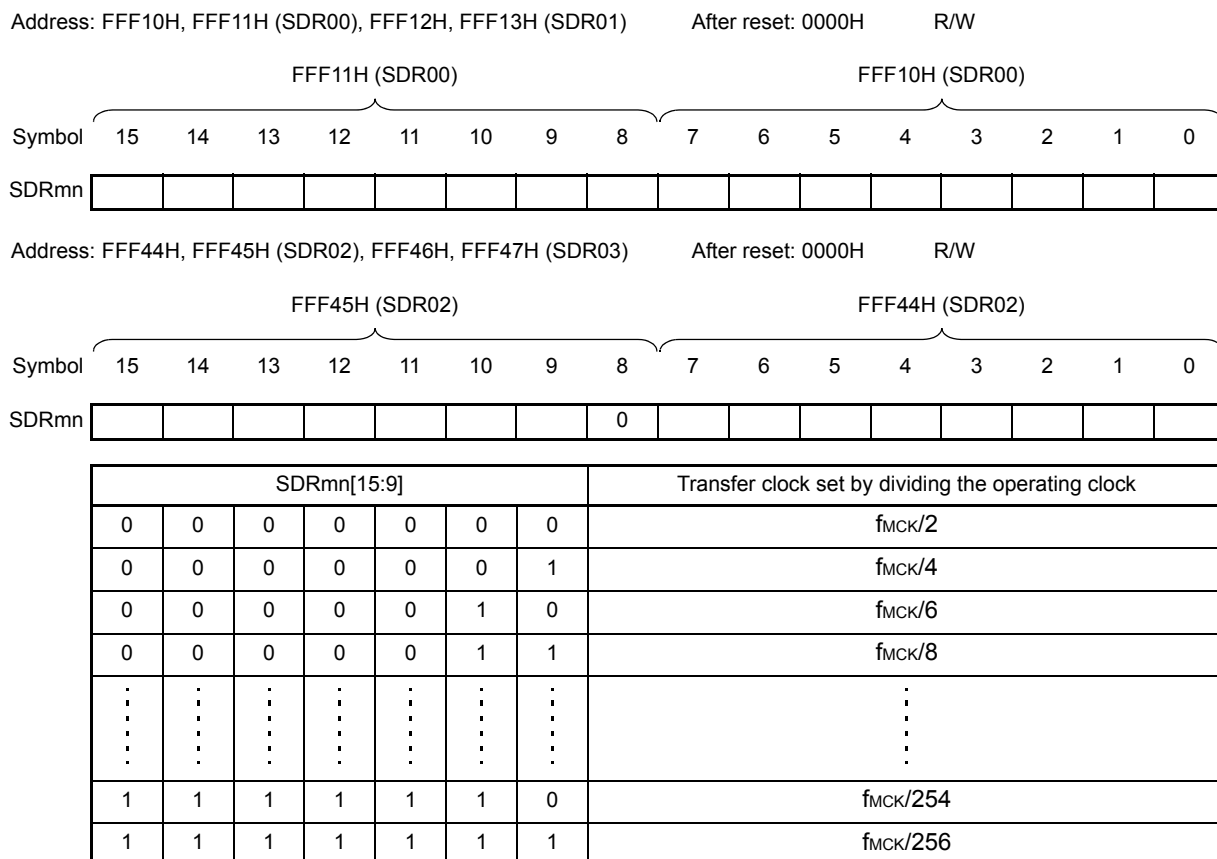 Address: FFF10H, FFF11H (SDR00), FFF12H, FFF13H (SDR01) After reset: 0000H R/W
FFF11H (SDR00) FFF10H (SDR00)
Symbol 15 14 13 12 11 10 9 8 7 6 5 4 3 2 1 0
SDRmn
Address: FFF44H, FFF45H (SDR02), FFF46H, FFF47H (SDR03) After reset: 0000H R/W
FFF45H (SDR02) FFF44H (SDR02)
Symbol 15 14 13 12 11 10 9 8 7 6 5 4 3 2 1 0
SDRmn 0
SDRmn[15:9] Transfer clock set by dividing the operating clock
0 0 0 0 0 0 0 fMCK/2
0 0 0 0 0 0 1 fMCK/4
0 0 0 0 0 1 0 fMCK/6
0 0 0 0 0 1 1 fMCK/8
1 1 1 1 1 1 0 fMCK/254
1 1 1 1 1 1 1 fMCK/256